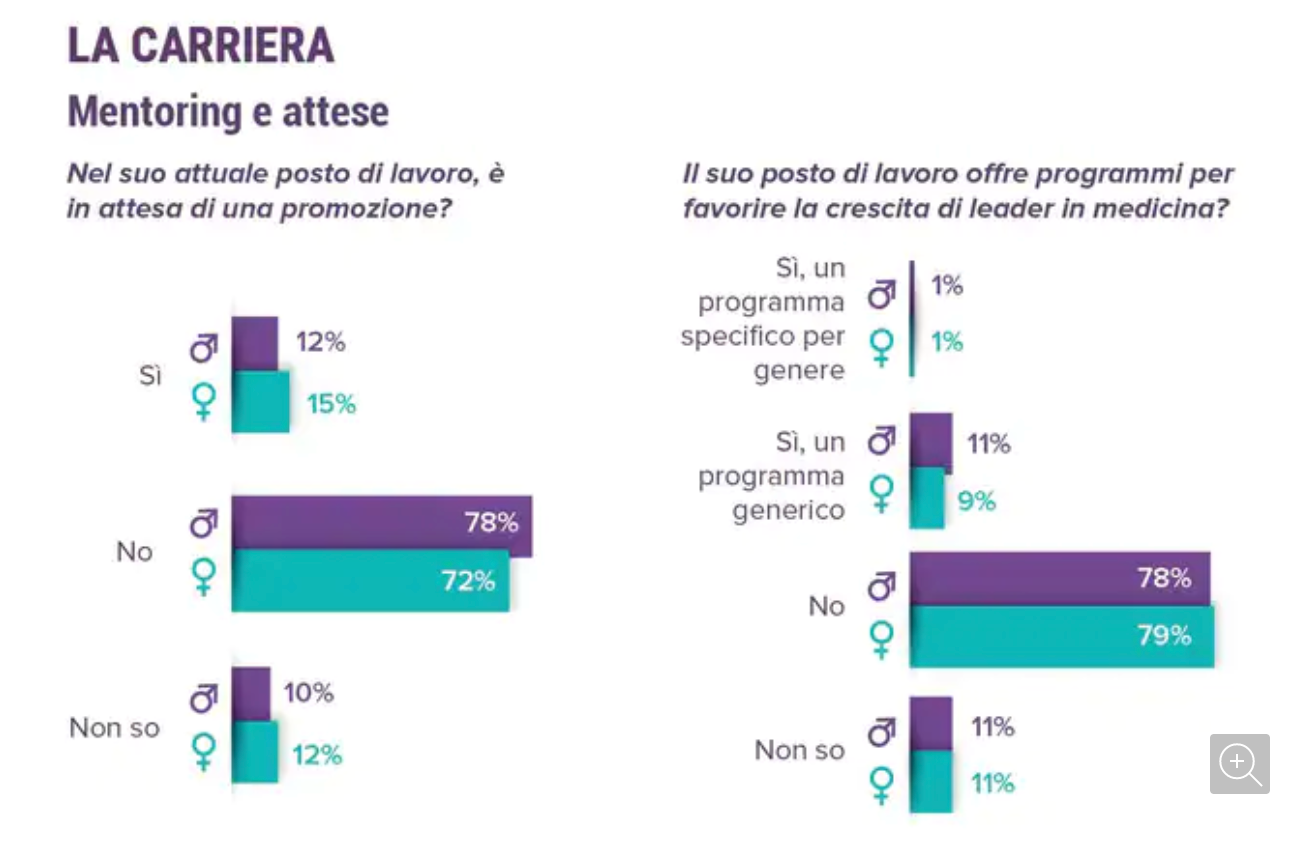 LA CARRIERA
Mentoring e attese
Nel suo attuale posto di lavoro, è
in attesa di una promozione?
Sì
12%
15%
No
78%
72%
Non so
10%
12%
Il suo posto di lavoro offre programmi per
favorire la crescita di leader in medicina?
Sì, un
programma
specifico per
genere
1%
1%
Sì, un
programma
generico
11%
9%
No
78%
79%
Non so
11%
11%